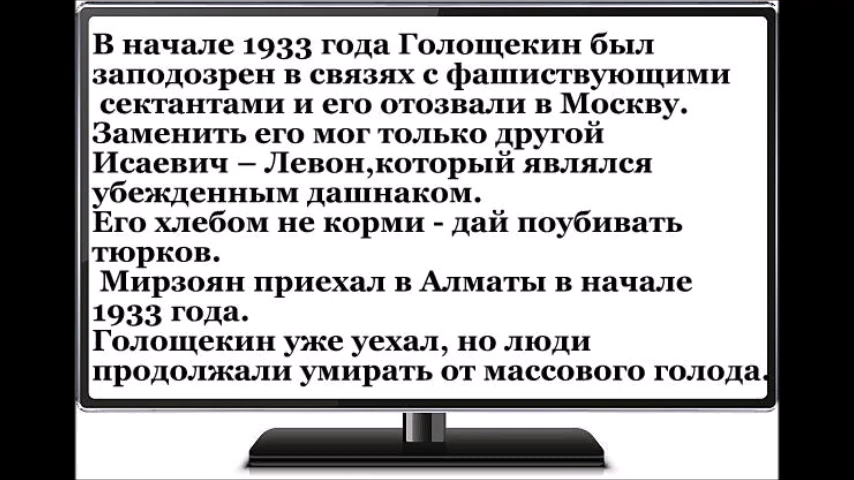 В начале 1933 года Голощекин был
заподозрен в связях с фашиствующими
сектантами и его отозвали в Москву.
Заменить его мог только другой
Исаевич – Левон,который являлся
убежденным дашнаком.
Его хлебом не корми - дай поубивать
тюрков.
Мирзоян приехал в Алматы в начале
1933 года.
Голощекин уже уехал, но люди
продолжали умирать от массового голода.